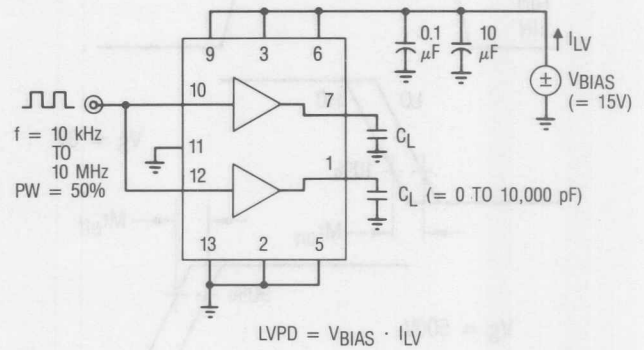 9 3 6
0.1 μF
10 μF
I_LV
V_BIAS
(= 15V)
10
7
f = 10 kHz
TO
10 MHz
PW = 50%
11
C_L
12
1
C_L (= 0 TO 10,000 pF)
13 2 5
LVPD = V_BIAS · I_LV